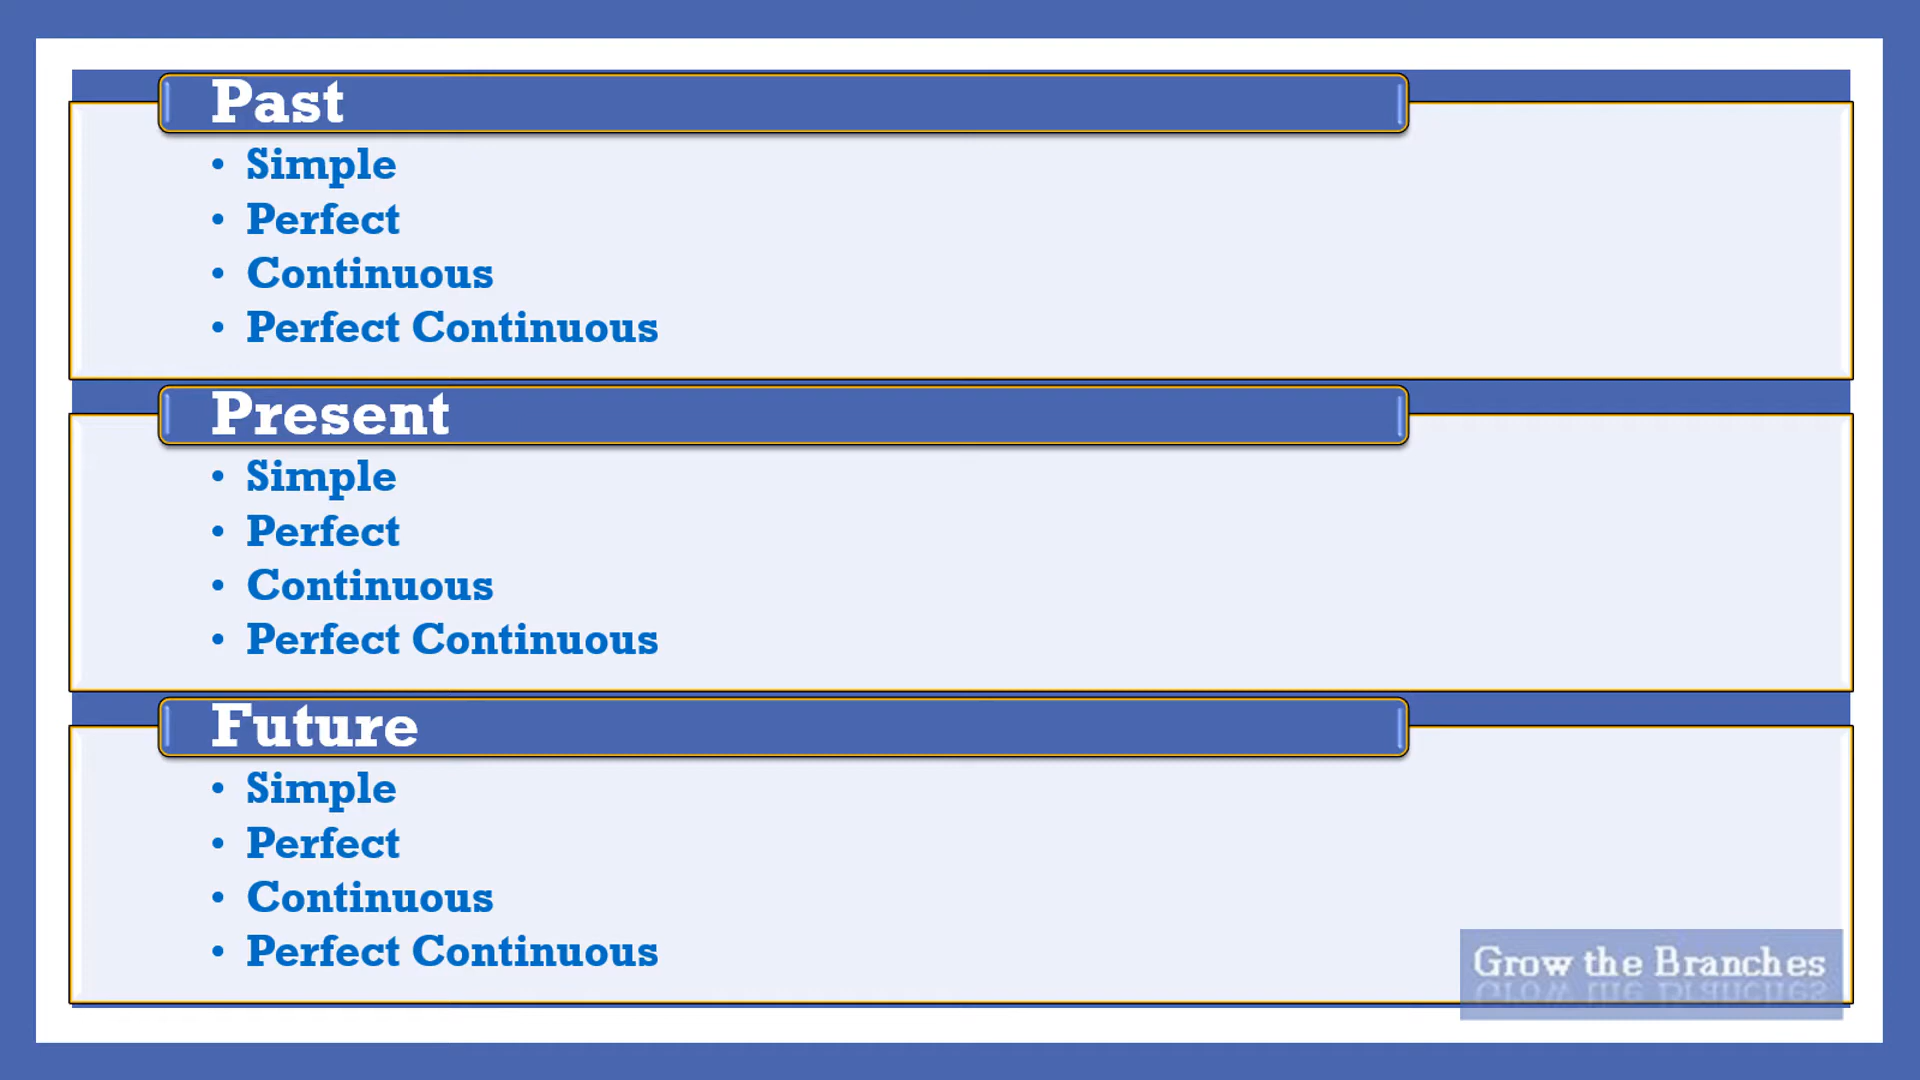 Past
• Simple
• Perfect
• Continuous
• Perfect Continuous
Present
• Simple
• Perfect
• Continuous
• Perfect Continuous
Future
• Simple
• Perfect
• Continuous
• Perfect Continuous
Grow the Branches